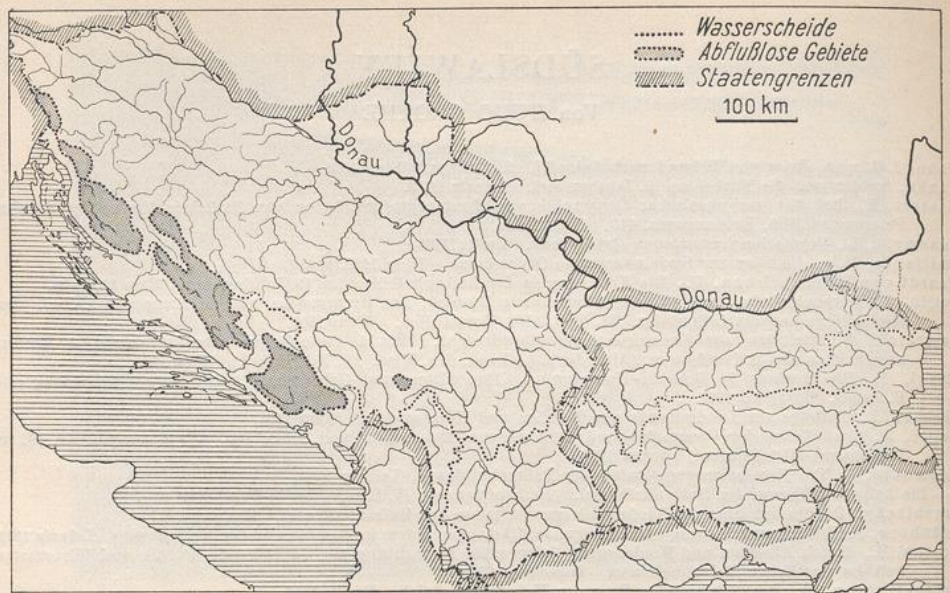 Wasserscheide
Abflußlose Gebiete
Staatengrenzen
100 km
Donau
Donau